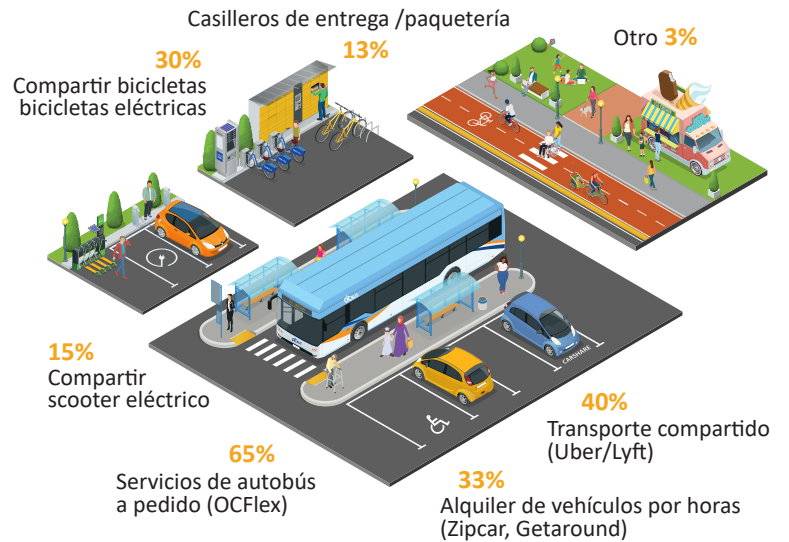 Casilleros de entrega /paquetería
13%
30%
Compartir bicicletas
bicicletas eléctricas
Otro 3%
15%
Compartir
scooter eléctrico
65%
Servicios de autobús
a pedido (OCFlex)
40%
Transporte compartido
(Uber/Lyft)
33%
Alquiler de vehículos por horas
(Zipcar, Getaround)
CARSHARE